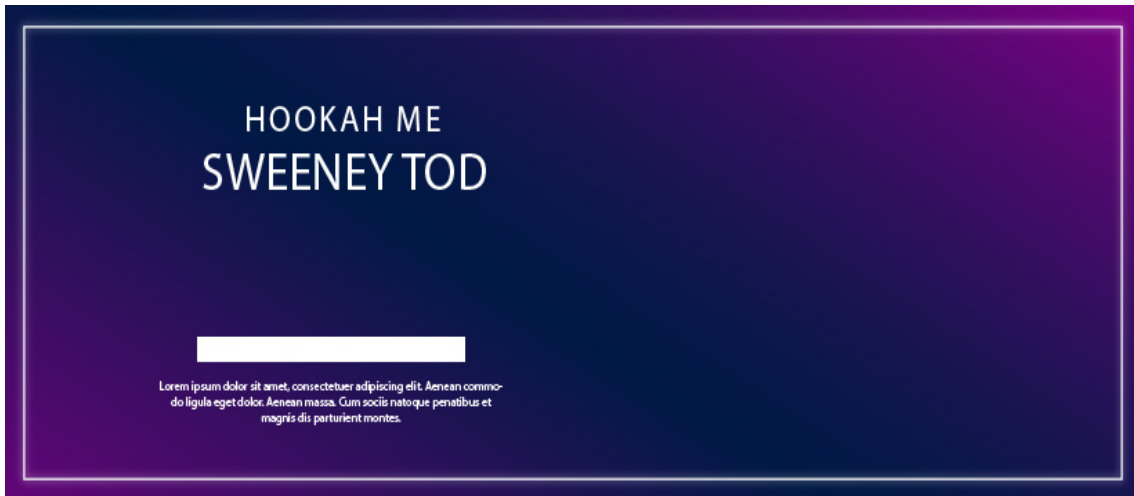 HOOKAH ME
SWEENEY TOD
Lorem ipsum dolor sit amet, consectetuer adipiscing elit. Aenean commo-
do ligula eget dolor. Aenean massa. Cum sociis natoque penatibus et
magnis dis parturient montes.